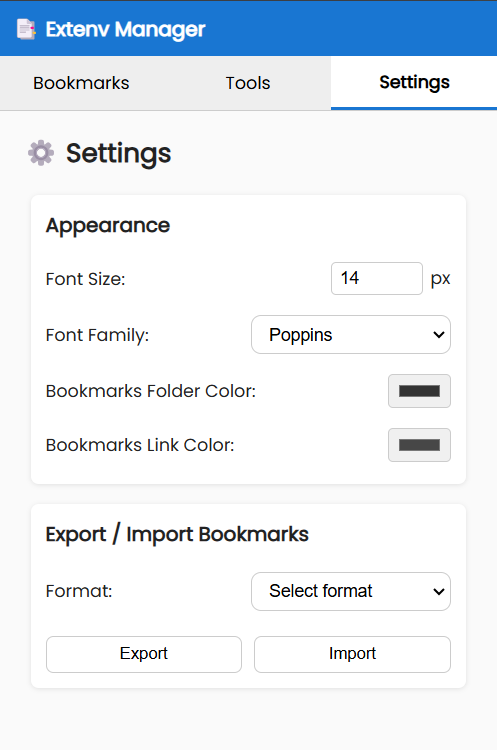 Extenv Manager
Bookmarks Tools Settings
Settings
Appearance
Font Size: 14 px
Font Family: Poppins
Bookmarks Folder Color:
Bookmarks Link Color:
Export / Import Bookmarks
Format: Select format
Export Import